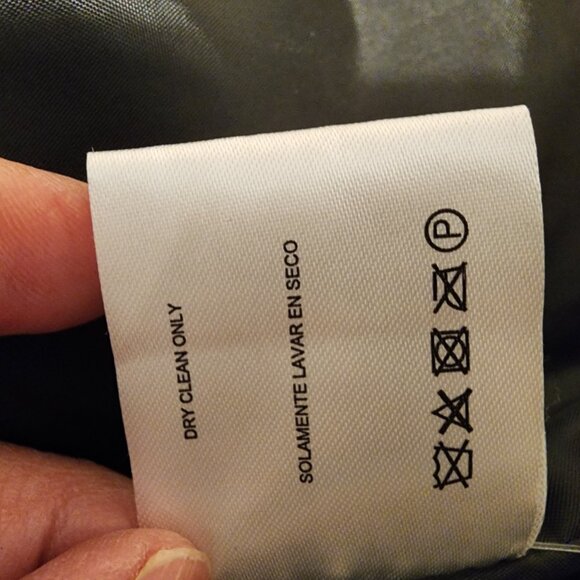 DRY CLEAN ONLY
SOLAMENTE LAVAR EN SECO
P